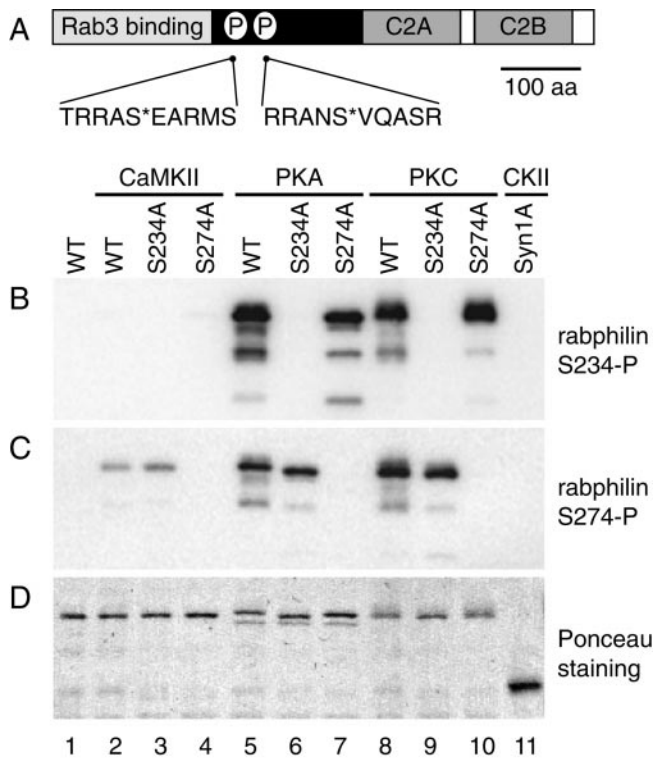 A
Rab3 binding P P C2A C2B
100 aa
TRRAS*EARMS RRANS*VQASR
CaMKII PKA PKC CKII
WT WT S234A S274A WT S234A S274A WT S234A S274A Syn1A
B
rabphilin
S234-P
C
rabphilin
S274-P
D
Ponceau
staining
1 2 3 4 5 6 7 8 9 10 11